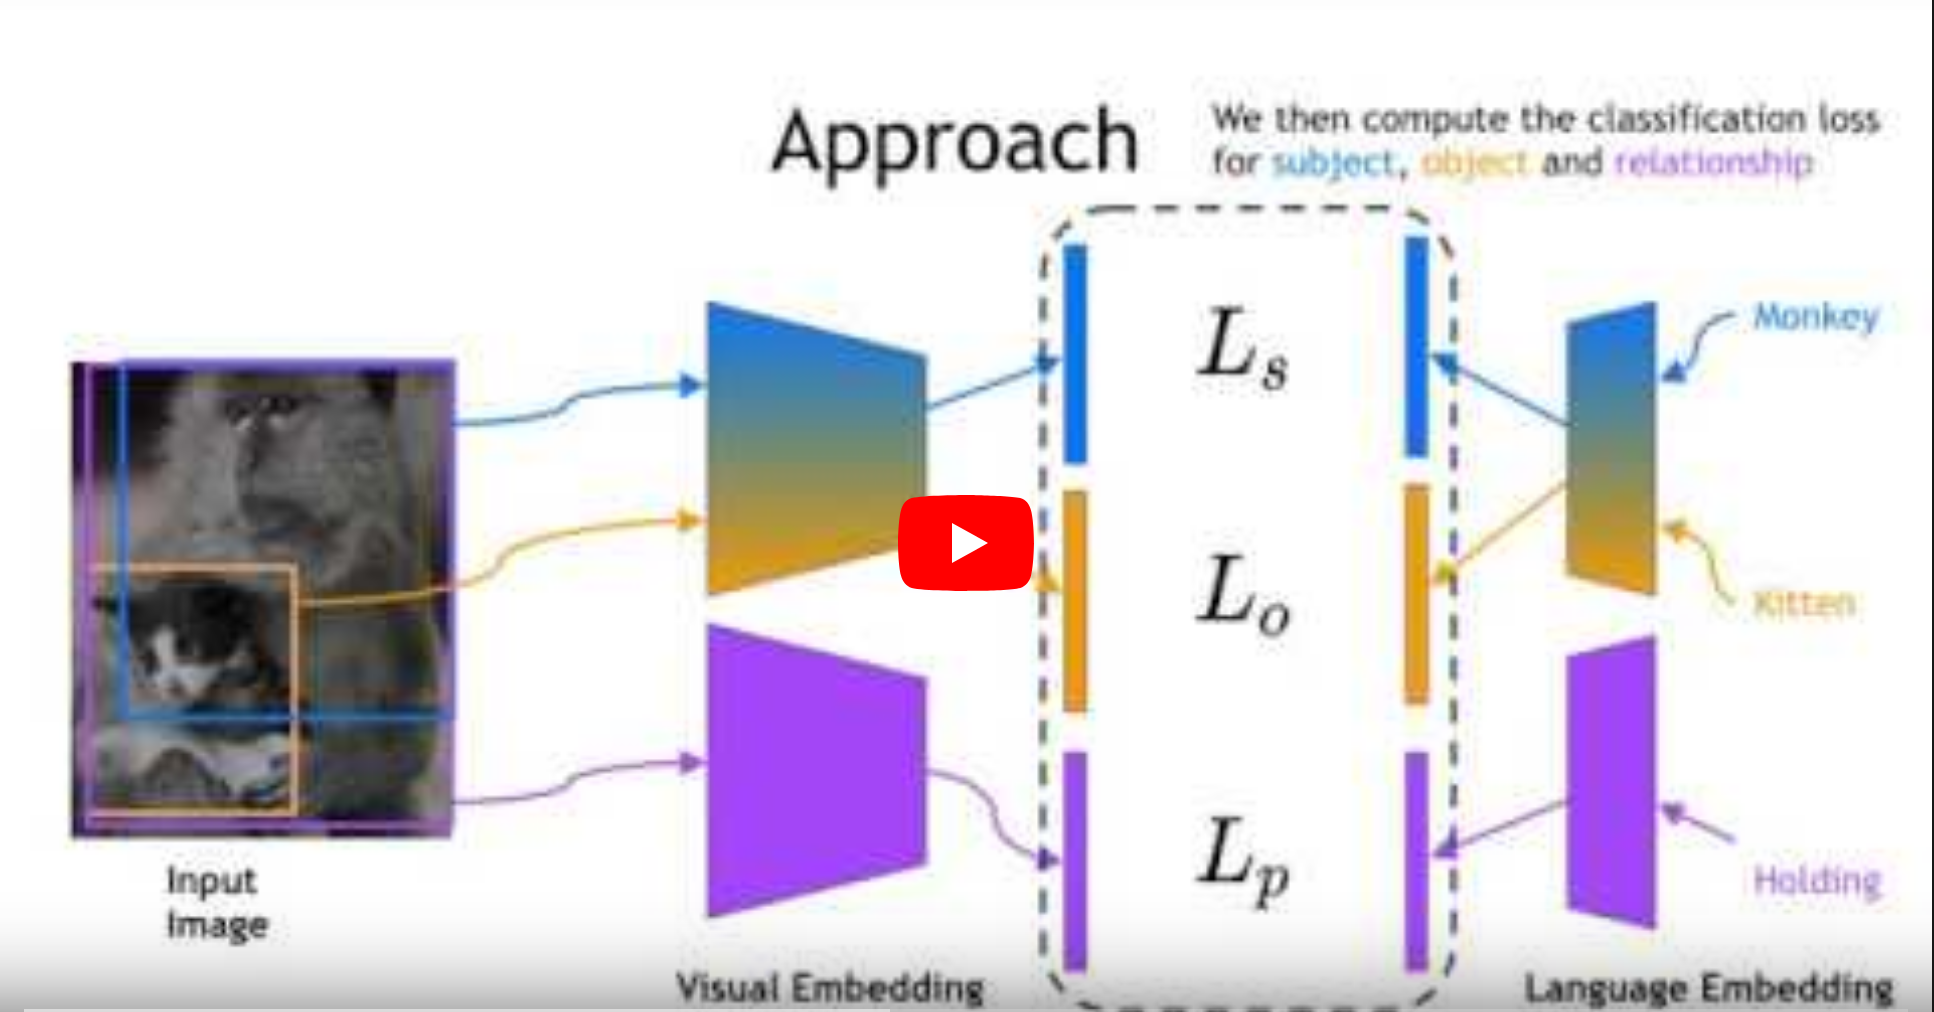 Approach
We then compute the classification loss
for subject, object and relationship
Monkey
Kitten
Holding
L_s
L_o
L_p
Input
Image
Visual Embedding
Language Embedding